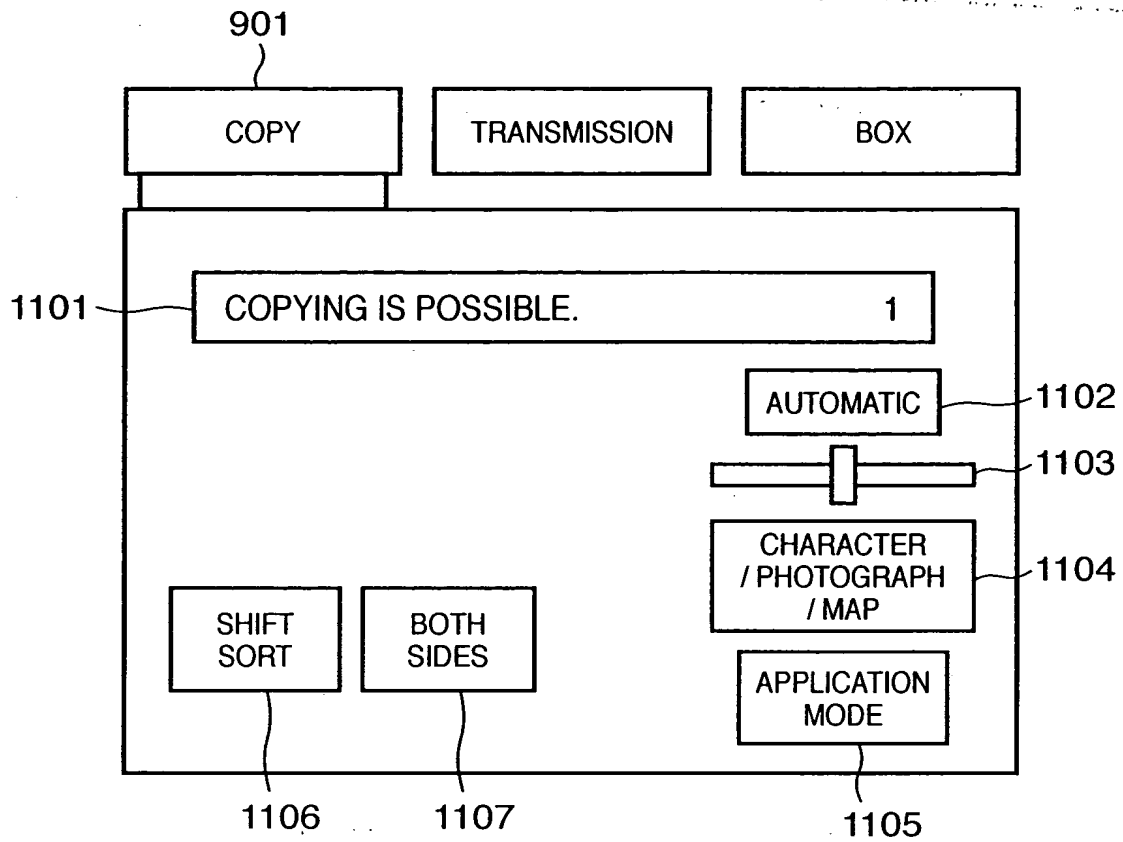 901
COPY
TRANSMISSION
BOX
1101
COPYING IS POSSIBLE. 1
AUTOMATIC
1102
1103
CHARACTER
/ PHOTOGRAPH
/ MAP
1104
SHIFT
SORT
BOTH
SIDES
APPLICATION
MODE
1106
1107
1105